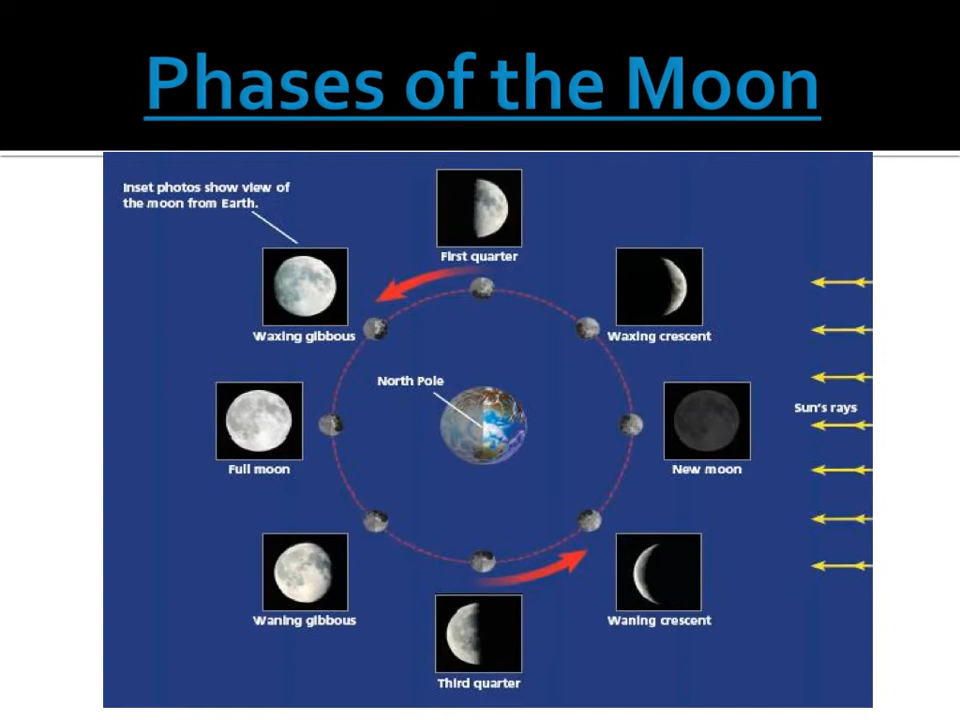 Phases of the Moon
Inset photos show view of
the moon from Earth.
First quarter
Waxing gibbous
Waxing crescent
North Pole
Sun's rays
Full moon
New moon
Waning gibbous
Waning crescent
Third quarter